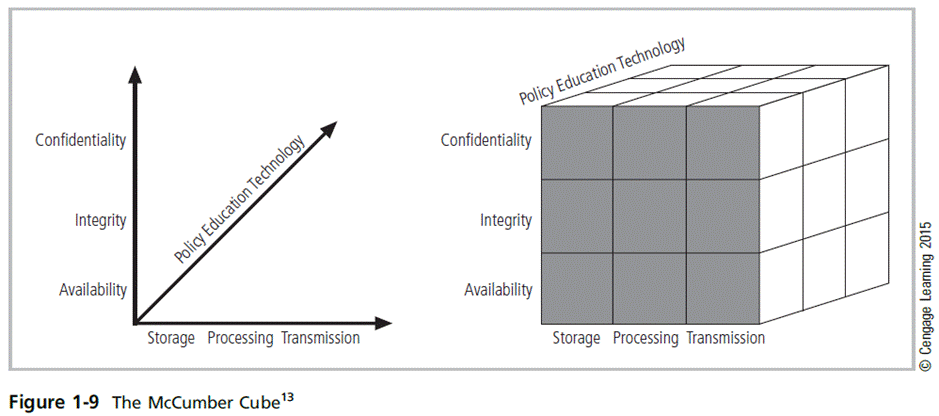 Confidentiality
Integrity
Availability
Policy Education Technology
Storage Processing Transmission
Policy Education Technology
Confidentiality
Integrity
Availability
Storage Processing Transmission
© Cengage Learning 2015
Figure 1-9 The McCumber Cube13